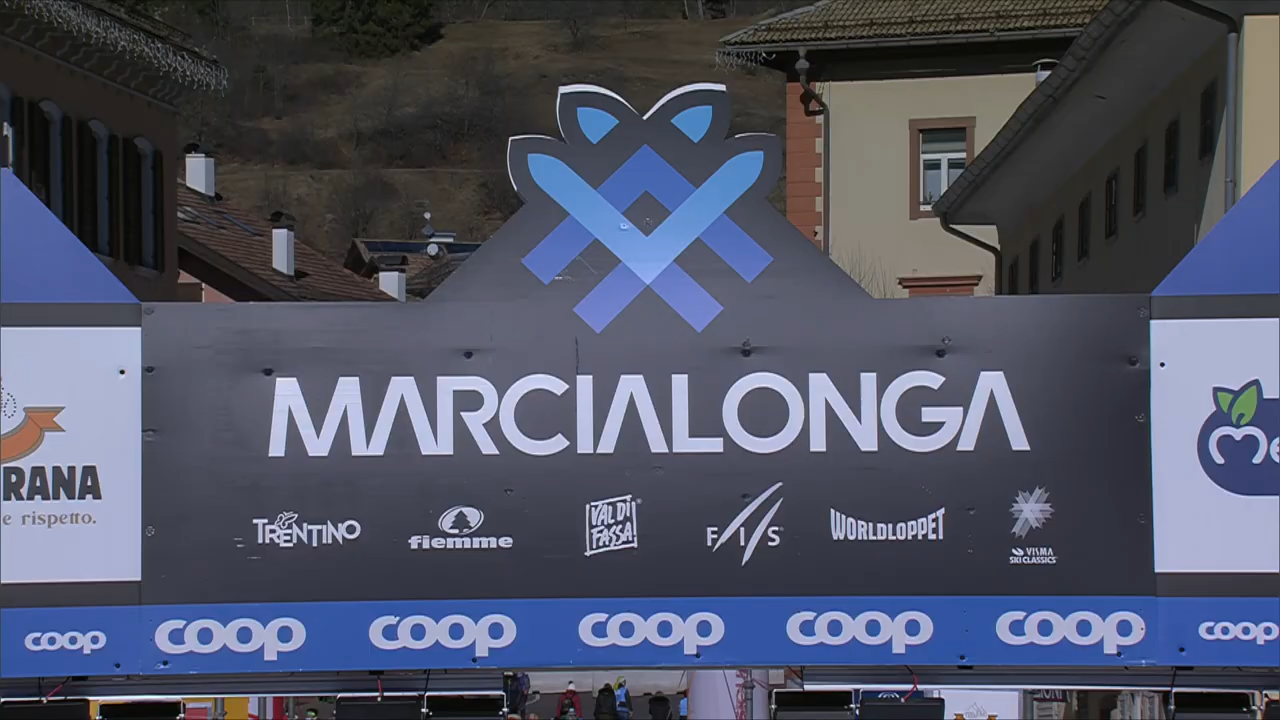 MARCIALONGA
RANA
e rispetto.
TRENTINO
fiemme
VAL DI
FASSA
FIS
WORLDLOPPET
VISMA
SKI CLASSICS
Me
coop coop coop coop coop coop coop